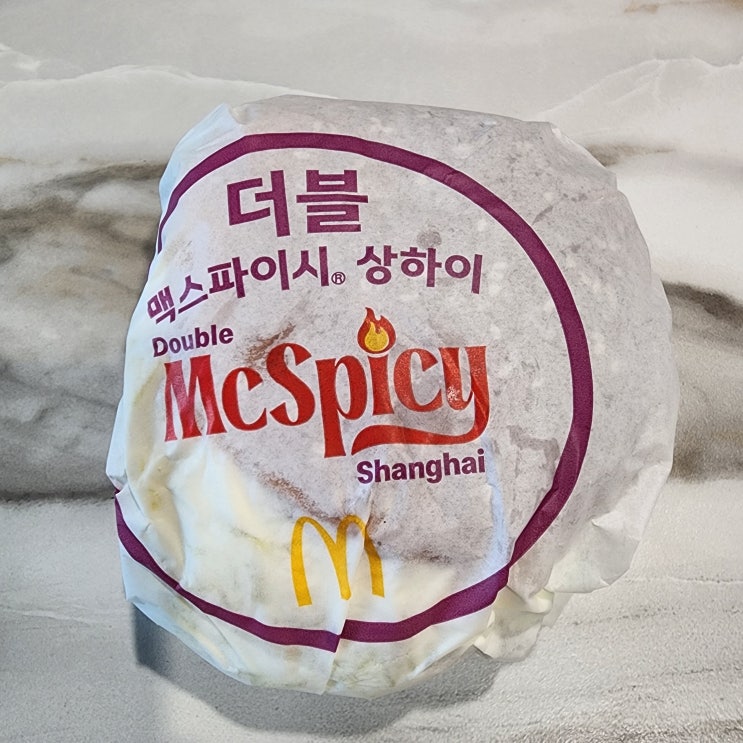 더블
맥스파이시® 상하이
Double
McSpicy
Shanghai